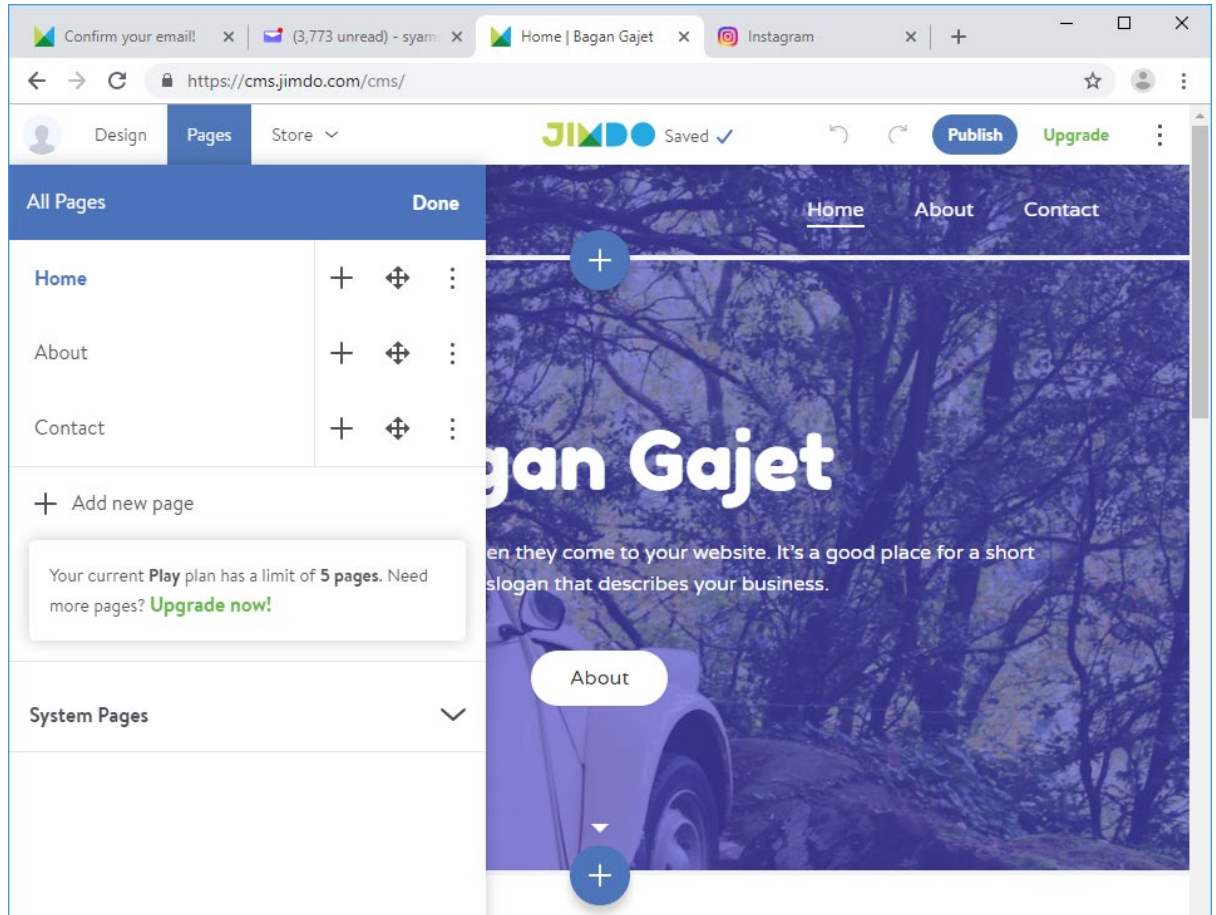 Confirm your email!
(3,773 unread) - syam
Home | Bagan Gajet
Instagram
https://cms.jimdo.com/cms/
Design Pages Store JIMDO Saved Publish Upgrade
All Pages Done
Home About Contact
Home
About
Contact
Add new page
Your current Play plan has a limit of 5 pages. Need
more pages? Upgrade now!
System Pages
gan Gajet
en they come to your website. It's a good place for a short
slogan that describes your business.
About